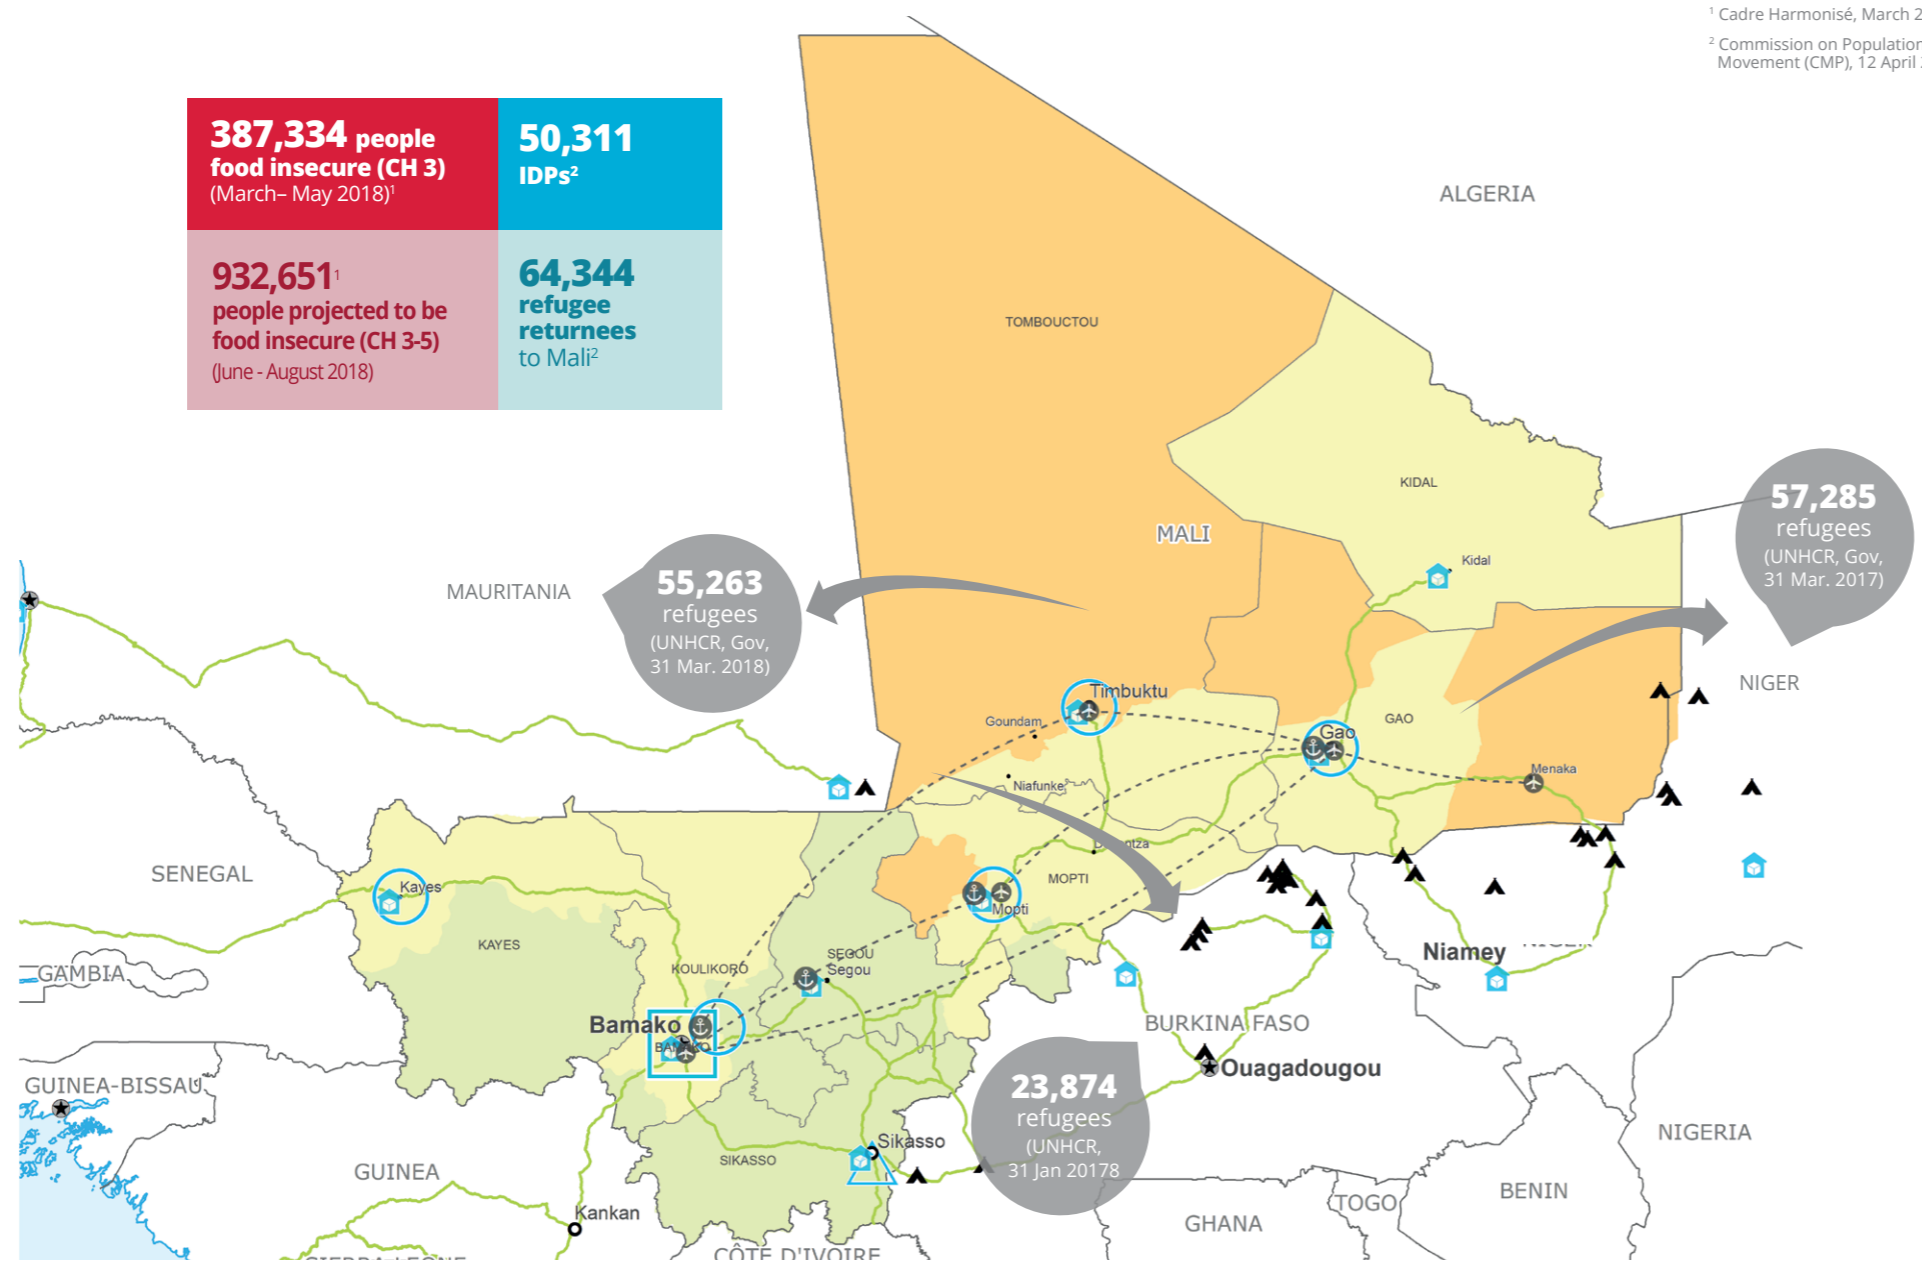 ¹ Cadre Harmonisé, March 2
² Commission on Population
Movement (CMP), 12 April
387,334 people
food insecure (CH 3)
(March– May 2018)¹
50,311
IDPs²
932,651¹
people projected to be
food insecure (CH 3-5)
(June - August 2018)
64,344
refugee
returnees
to Mali²
ALGERIA
TOMBOUCTOU
KIDAL
MALI
Kidal
57,285
refugees
(UNHCR, Gov,
31 Mar. 2017)
MAURITANIA
55,263
refugees
(UNHCR, Gov,
31 Mar. 2018)
NIGER
Timbuktu
Goundam
GAO
Gao
Menaka
Niafunke
SENEGAL
Kayes
MOPTI
Mopti
KAYES
SEGOU
Segou
KOULIKORO
Niamey
NIGER
GAMBIA
Bamako
BAMAKO
BURKINA FASO
Ouagadougou
GUINEA-BISSAU
23,874
refugees
(UNHCR,
31 Jan 20178
NIGERIA
Sikasso
SIKASSO
GUINEA
BENIN
TOGO
GHANA
Kankan
CÔTE D'IVOIRE
SIERRA LEONE